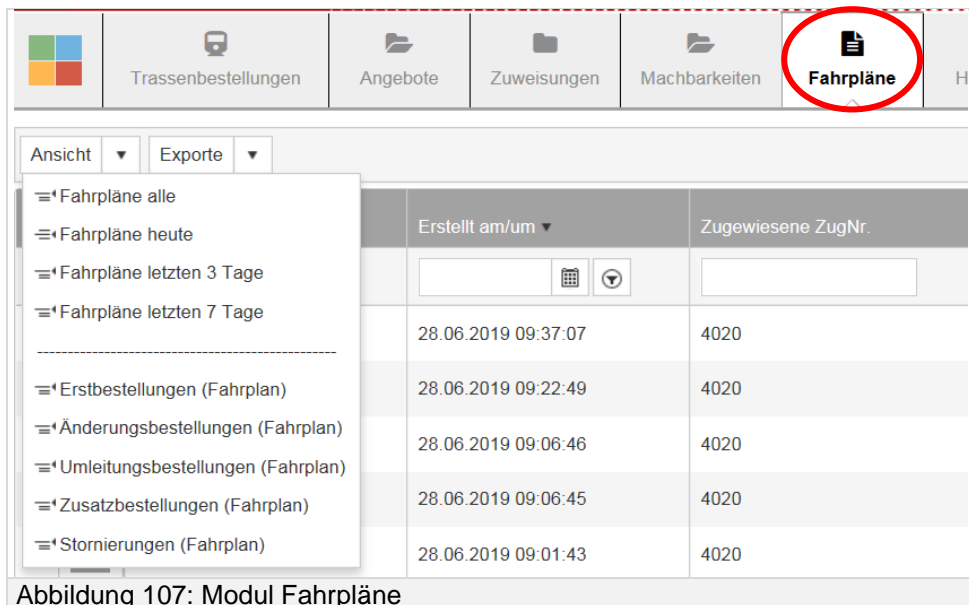 Trassenbestellungen Angebote Zuweisungen Machbarkeiten Fahrpläne H
Ansicht ▼ Exporte ▼
Fahrpläne alle
Erstellt am/um ▼ Zugewiesene ZugNr.
Fahrpläne heute
Fahrpläne letzten 3 Tage
Fahrpläne letzten 7 Tage
28.06.2019 09:37:07 4020
------------------------------------------------
Erstbestellungen (Fahrplan) 28.06.2019 09:22:49 4020
Änderungsbestellungen (Fahrplan)
28.06.2019 09:06:46 4020
Umleitungsbestellungen (Fahrplan)
Zusatzbestellungen (Fahrplan) 28.06.2019 09:06:45 4020
Stornierungen (Fahrplan) 28.06.2019 09:01:43 4020
Abbildung 107: Modul Fahrpläne